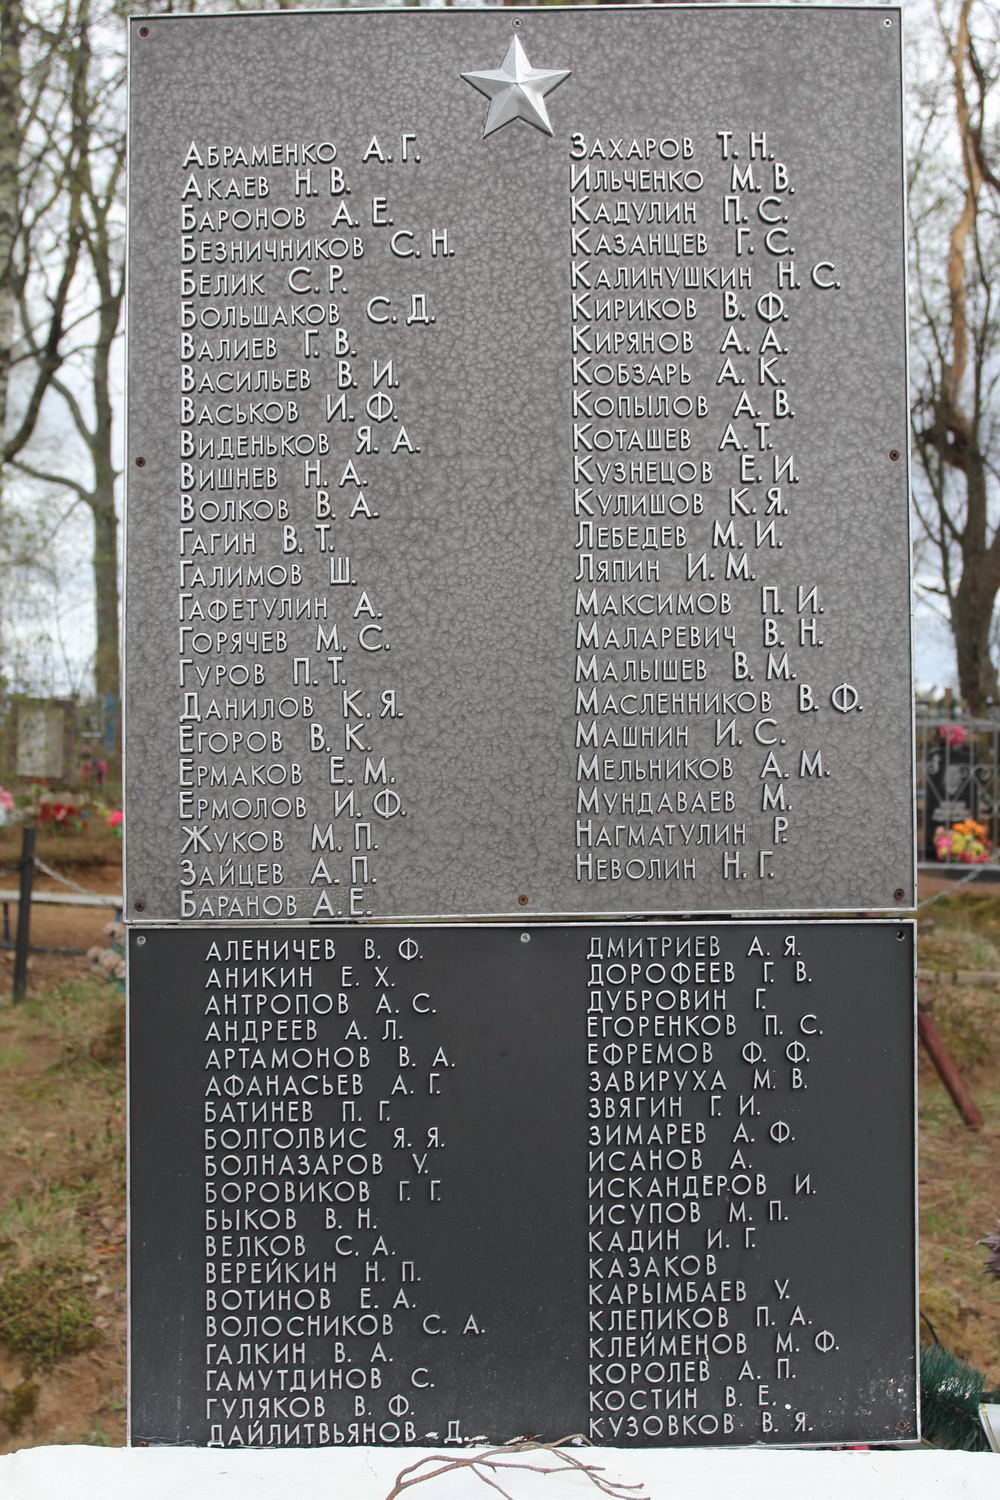 Абраменко А.Г.
Акаев Н.В.
Баронов А.Е.
Безничников С.Н.
Белик С.Р.
Большаков С.Д.
Валиев Г.В.
Васильев В.И.
Васьков И.Ф.
Виденьков Я.А.
Вишнев Н.А.
Волков В.А.
Гагин В.Т.
Галимов Ш.
Гафетулин А.
Горячев М.С.
Гуров П.Т.
Данилов К.Я.
Егоров В.К.
Ермаков Е.М.
Ермолов И.Ф.
Жуков М.П.
Зайцев А.П.
Баранов А.Е.
Захаров Т.Н.
Ильченко М.В.
Кадулин П.С.
Казанцев Г.С.
Калинушкин Н.С.
Кириков В.Ф.
Кирянов А.А.
Кобзарь А.К.
Копылов А.В.
Коташев А.Т.
Кузнецов Е.И.
Кулишов К.Я.
Лебедев М.И.
Ляпин И.М.
Максимов П.И.
Маларевич В.Н.
Малышев В.М.
Масленников В.Ф.
Машнин И.С.
Мельников А.М.
Мундаваев М.
Нагматулин Р.
Неволин Н.Г.
АЛЕНИЧЕВ В. Ф.
АНИКИН Е. Х.
АНТРОПОВ А. С.
АНДРЕЕВ А. Л.
АРТАМОНОВ В. А.
АФАНАСЬЕВ А. Г.
БАТИНЕВ П. Г.
БОЛГОЛВИС Я. Я.
БОЛНАЗАРОВ У.
БОРОВИКОВ Г. Г.
БЫКОВ В. Н.
ВЕЛКОВ С. А.
ВЕРЕЙКИН Н. П.
ВОТИНОВ Е. А.
ВОЛОСНИКОВ С. А.
ГАЛКИН В. А.
ГАМУТДИНОВ С.
ГУЛЯКОВ В. Ф.
ДАЙЛИТВЬЯНОВ Д.
ДМИТРИЕВ А. Я.
ДОРОФЕЕВ Г. В.
ДУБРОВИН Г.
ЕГОРЕНКОВ П. С.
ЕФРЕМОВ Ф. Ф.
ЗАВИРУХА М. В.
ЗВЯГИН Г. И.
ЗИМАРЕВ А. Ф.
ИСАНОВ А.
ИСКАНДЕРОВ И.
ИСУПОВ М. П.
КАДИН И. Г.
КАЗАКОВ
КАРЫМБАЕВ У.
КЛЕПИКОВ П. А.
КЛЕЙМЕНОВ М. Ф.
КОРОЛЕВ А. П.
КОСТИН В. Е.
КУЗОВКОВ В. Я.